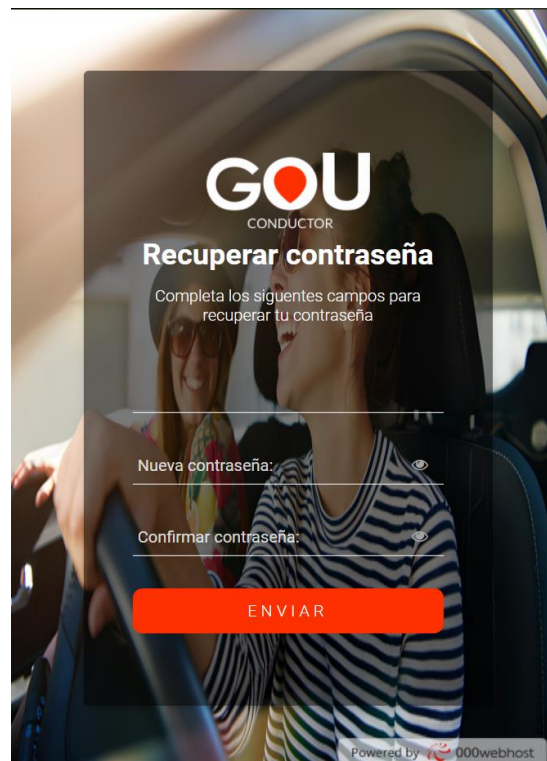 GOU
CONDUCTOR
Recuperar contraseña
Completa los siguentes campos para
recuperar tu contraseña
Nueva contraseña:
Confirmar contraseña:
ENVIAR
Powered by 000webhost